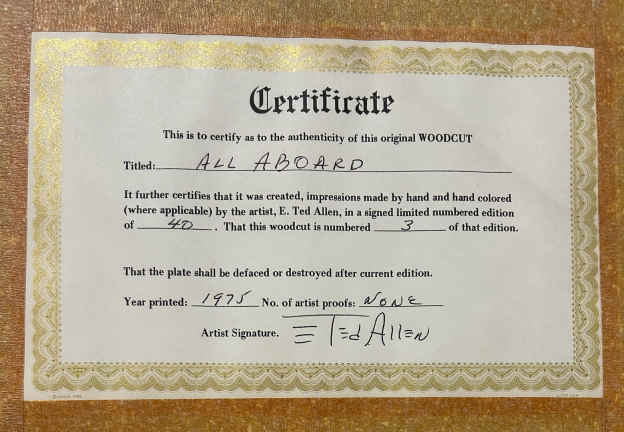 Certificate
This is to certify as to the authenticity of this original WOODCUT
Titled: ALL ABOARD
It further certifies that it was created, impressions made by hand and hand colored
(where applicable) by the artist, E. Ted Allen, in a signed limited numbered edition
of 40. That this woodcut is numbered 3 of that edition.
That the plate shall be defaced or destroyed after current edition.
Year printed: 1975 No. of artist proofs: NONE
Artist Signature. E Ted Allen